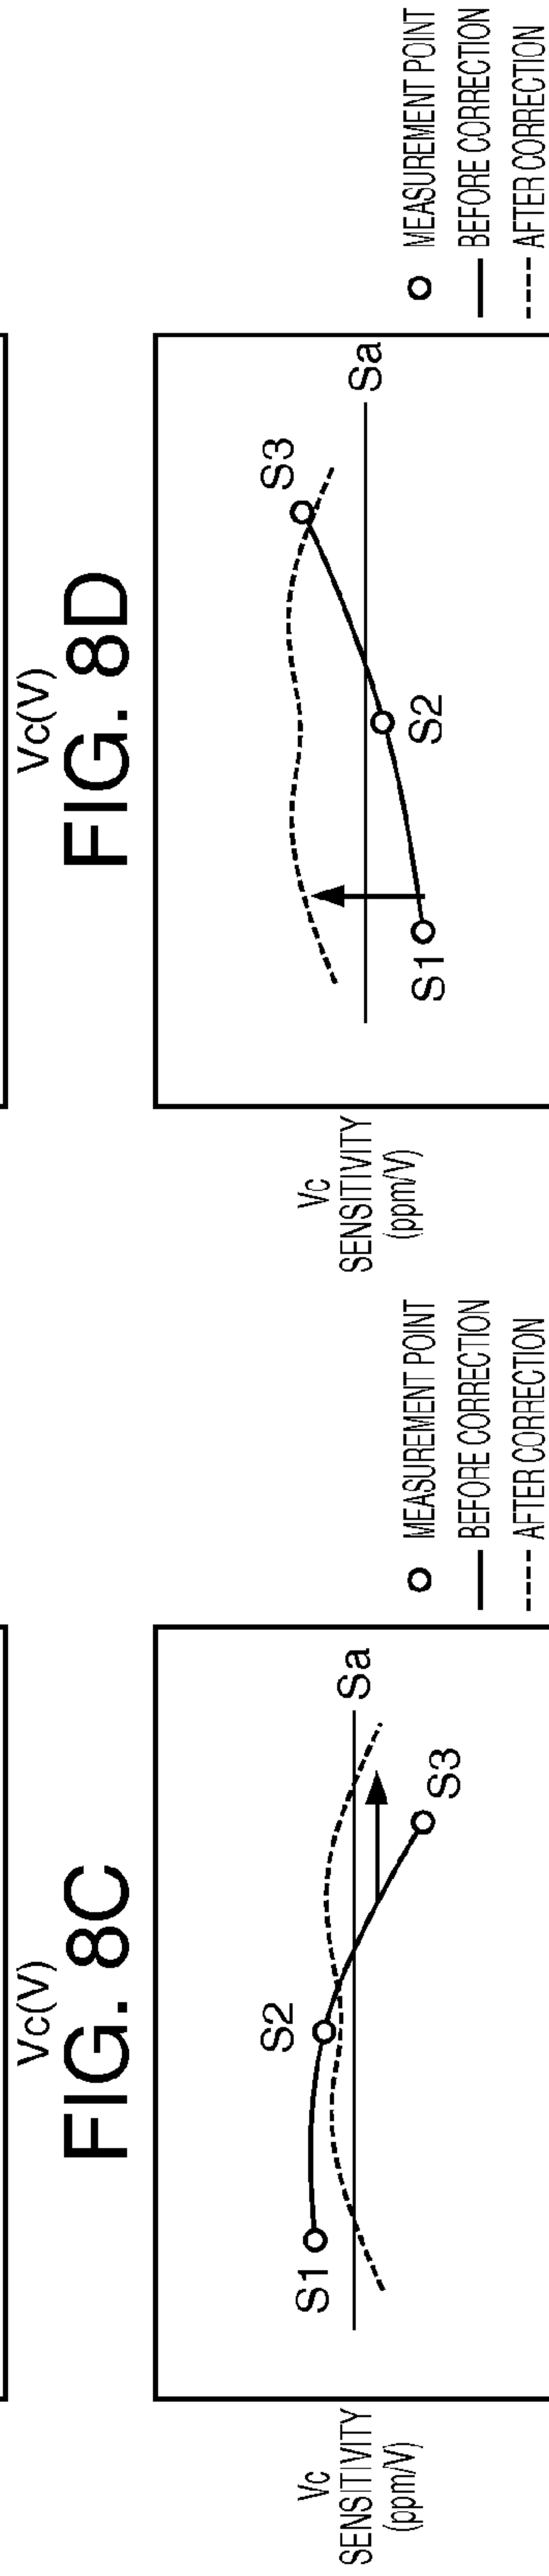 Vc(V)
FIG. 8C
Vc
SENSITIVITY
(ppm/V)
S1
S2
S3
Sa
MEASUREMENT POINT
BEFORE CORRECTION
AFTER CORRECTION
Vc(V)
FIG. 8D
Vc
SENSITIVITY
(ppm/V)
S1
S2
S3
Sa
MEASUREMENT POINT
BEFORE CORRECTION
AFTER CORRECTION